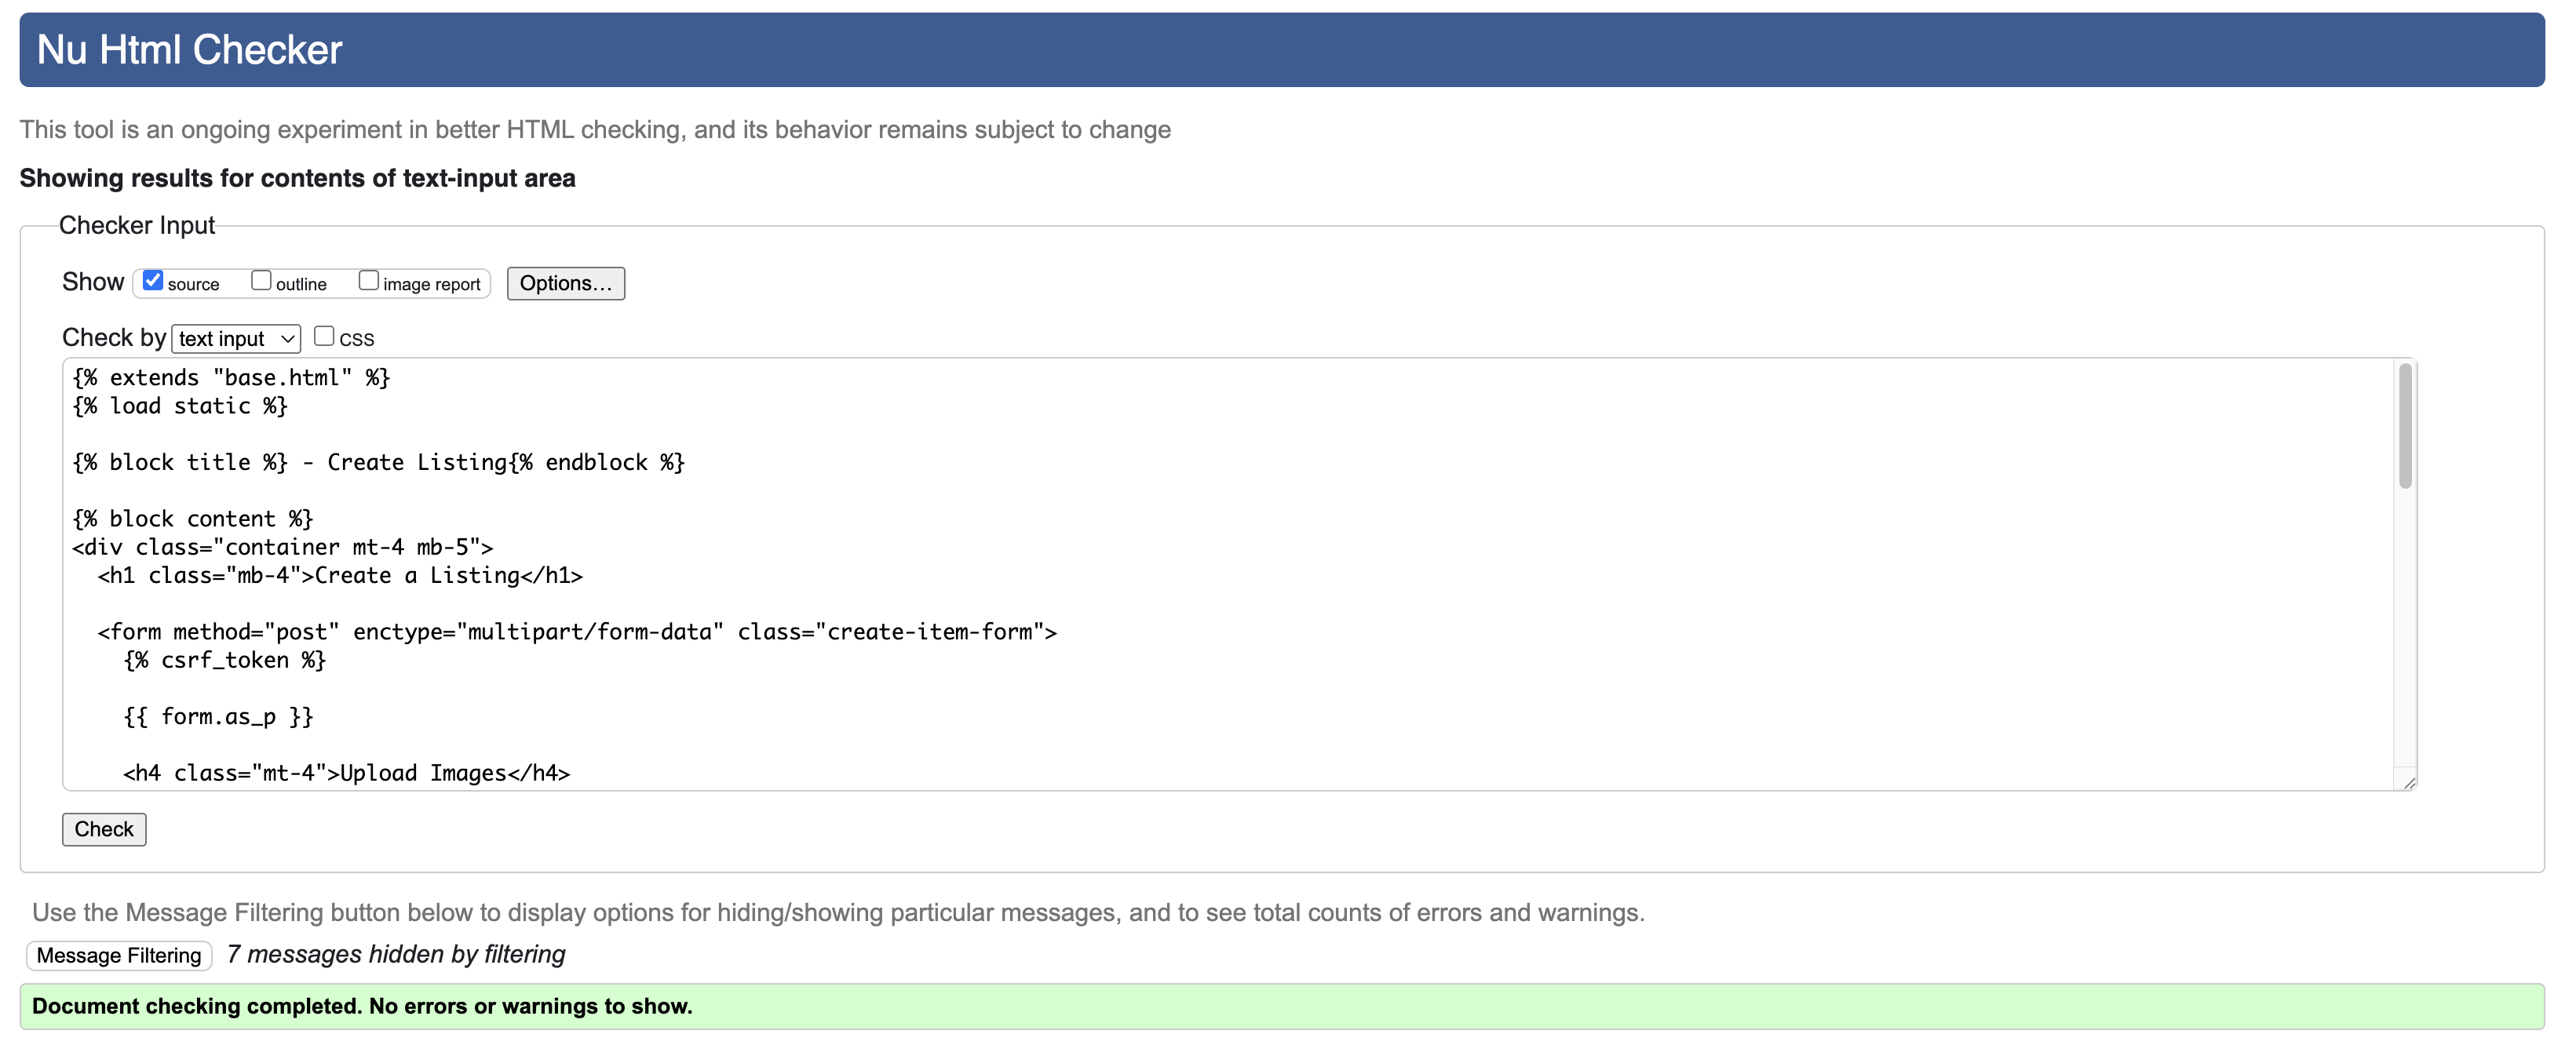 Nu Html Checker
This tool is an ongoing experiment in better HTML checking, and its behavior remains subject to change
Showing results for contents of text-input area
Checker Input
Show source outline image report Options...
Check by text input css
{% extends "base.html" %}
{% load static %}
{% block title %} - Create Listing{% endblock %}
{% block content %}
<div class="container mt-4 mb-5">
  <h1 class="mb-4">Create a Listing</h1>
  <form method="post" enctype="multipart/form-data" class="create-item-form">
    {% csrf_token %}
    {{ form.as_p }}
    <h4 class="mt-4">Upload Images</h4>
Check
Use the Message Filtering button below to display options for hiding/showing particular messages, and to see total counts of errors and warnings.
Message Filtering 7 messages hidden by filtering
Document checking completed. No errors or warnings to show.